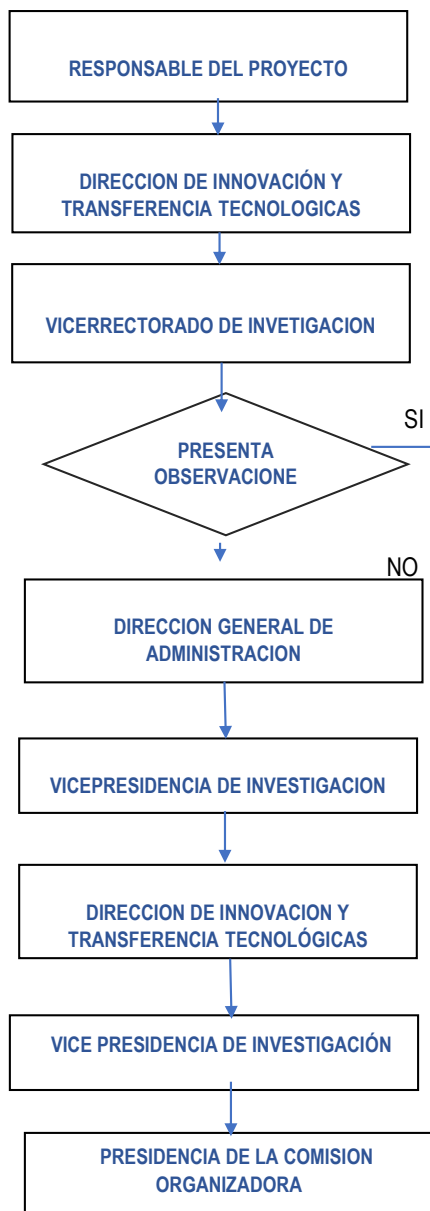 RESPONSABLE DEL PROYECTO
DIRECCION DE INNOVACIÓN Y
TRANSFERENCIA TECNOLOGICAS
VICERRECTORADO DE INVETIGACION
SI
PRESENTA
OBSERVACIONE
NO
DIRECCION GENERAL DE
ADMINISTRACION
VICEPRESIDENCIA DE INVESTIGACION
DIRECCION DE INNOVACION Y
TRANSFERENCIA TECNOLÓGICAS
VICE PRESIDENCIA DE INVESTIGACIÓN
PRESIDENCIA DE LA COMISION
ORGANIZADORA